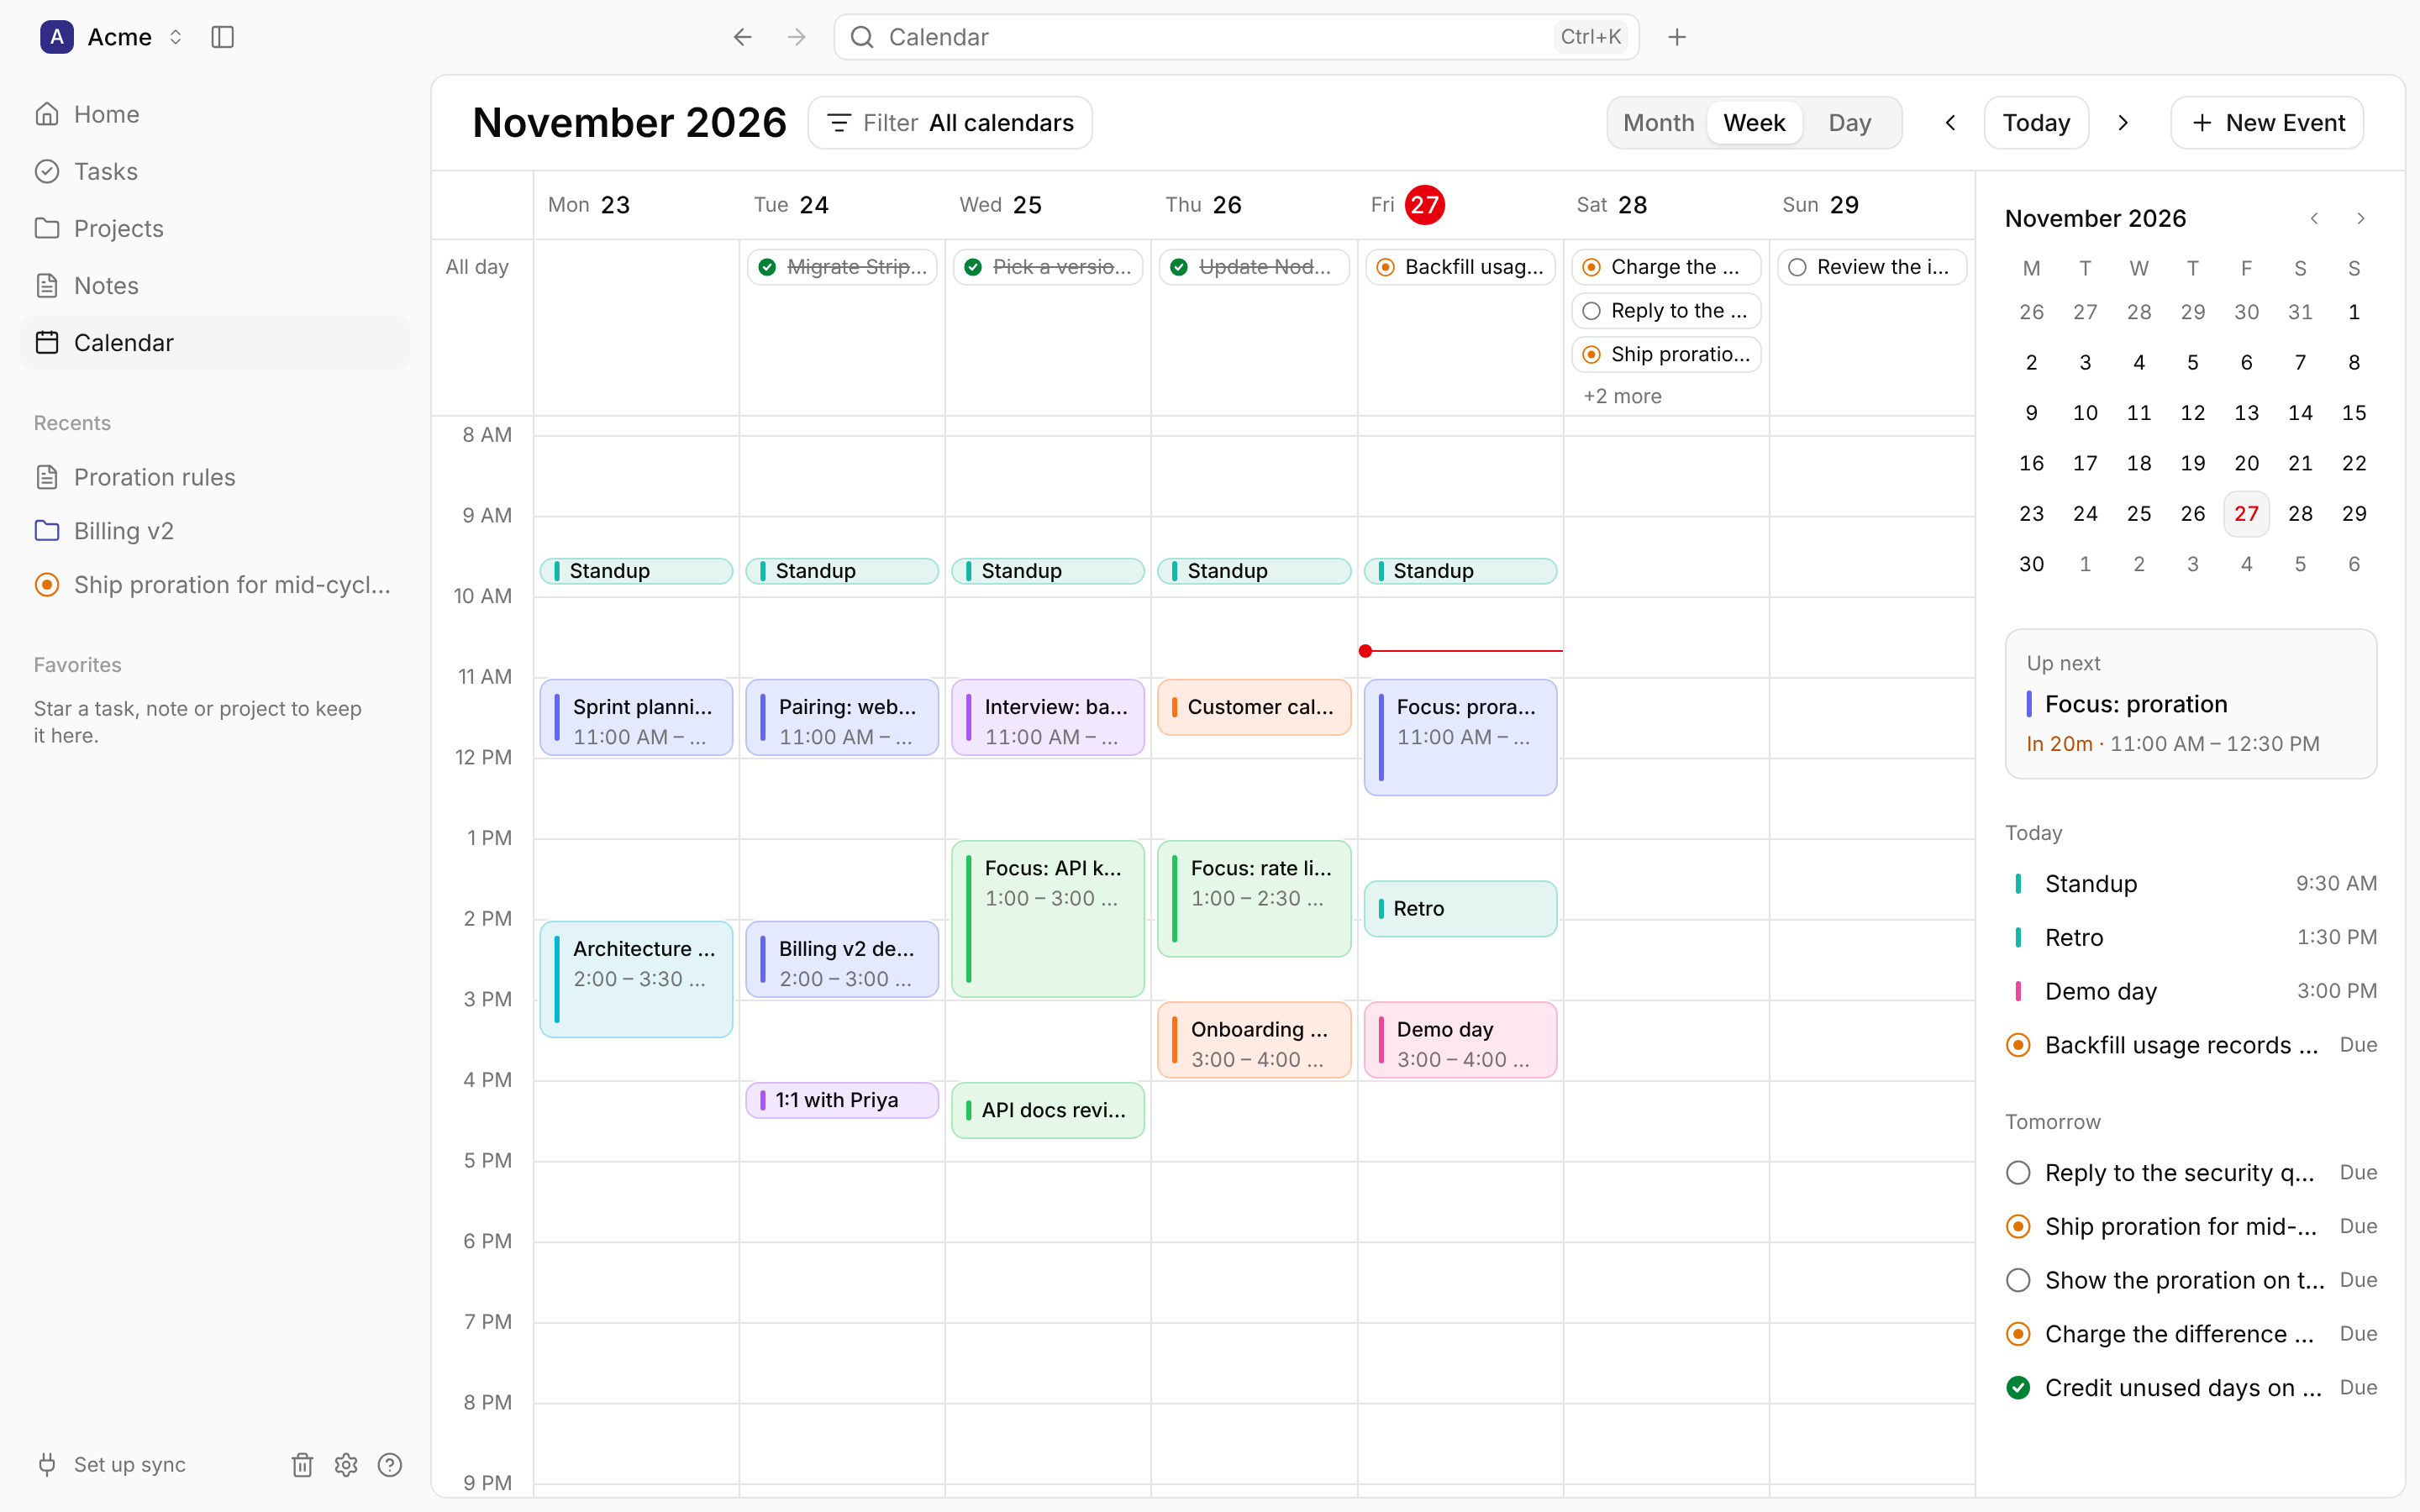 A Acme
Calendar Ctrl+K
Home
Tasks
Projects
Notes
Calendar
Recents
Proration rules
Billing v2
Ship proration for mid-cycl...
Favorites
Star a task, note or project to keep
it here.
Set up sync
November 2026 Filter All calendars Month Week Day Today New Event
Mon 23 Tue 24 Wed 25 Thu 26 Fri 27 Sat 28 Sun 29
All day Migrate Strip... Pick a versio... Update Nod... Backfill usag... Charge the ... Review the i...
Reply to the ...
Ship proratio...
+2 more
8 AM
9 AM
Standup Standup Standup Standup Standup
10 AM
11 AM
Sprint planni... Pairing: web... Interview: ba... Customer cal... Focus: prora...
11:00 AM – ... 11:00 AM – ... 11:00 AM – ... 11:00 AM – ...
12 PM
1 PM
Focus: API k... Focus: rate li...
1:00 – 3:00 ... 1:00 – 2:30 ...
Retro
2 PM
Architecture ... Billing v2 de...
2:00 – 3:30 ... 2:00 – 3:00 ...
3 PM
Onboarding ... Demo day
3:00 – 4:00 ... 3:00 – 4:00 ...
4 PM
1:1 with Priya API docs revi...
5 PM
6 PM
7 PM
8 PM
9 PM
November 2026
M T W T F S S
26 27 28 29 30 31 1
2 3 4 5 6 7 8
9 10 11 12 13 14 15
16 17 18 19 20 21 22
23 24 25 26 27 28 29
30 1 2 3 4 5 6
Up next
Focus: proration
In 20m · 11:00 AM – 12:30 PM
Today
Standup 9:30 AM
Retro 1:30 PM
Demo day 3:00 PM
Backfill usage records ... Due
Tomorrow
Reply to the security q... Due
Ship proration for mid-... Due
Show the proration on t... Due
Charge the difference ... Due
Credit unused days on ... Due